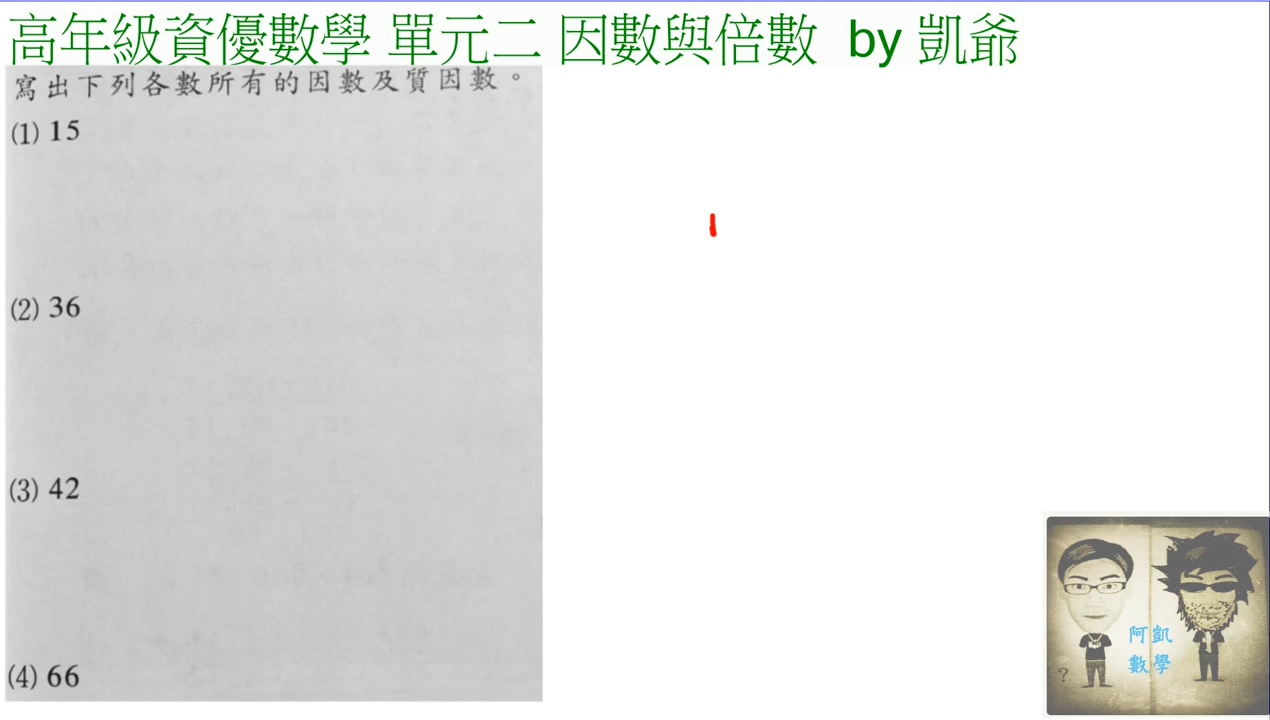 高年級資優數學 單元二 因數與倍數 by 凱爺
寫出下列各數所有的因數及質因數。
(1) 15
(2) 36
(3) 42
(4) 66
阿凱
數學
?